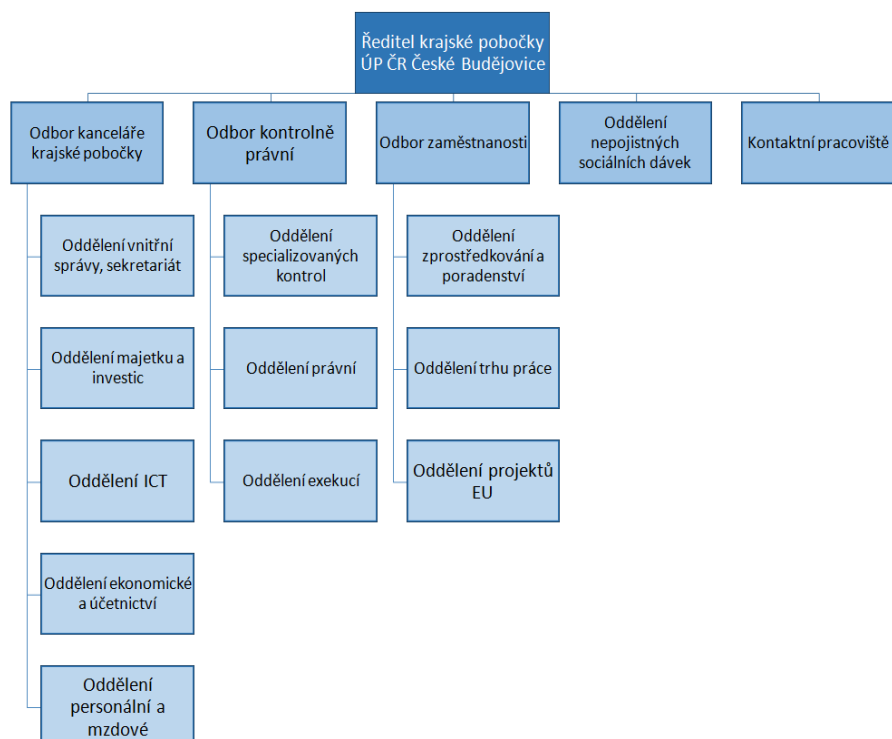 Ředitel krajské pobočky
ÚP ČR České Budějovice
Odbor kanceláře
krajské pobočky
Odbor kontrolně
právní
Odbor zaměstnanosti
Oddělení
nepojistných
sociálních dávek
Kontaktní pracoviště
Oddělení vnitřní
správy, sekretariát
Oddělení
specializovaných
kontrol
Oddělení
zprostředkování a
poradenství
Oddělení majetku a
investic
Oddělení právní
Oddělení trhu práce
Oddělení ICT
Oddělení exekucí
Oddělení projektů
EU
Oddělení ekonomické
a účetnictví
Oddělení
personální a
mzdové